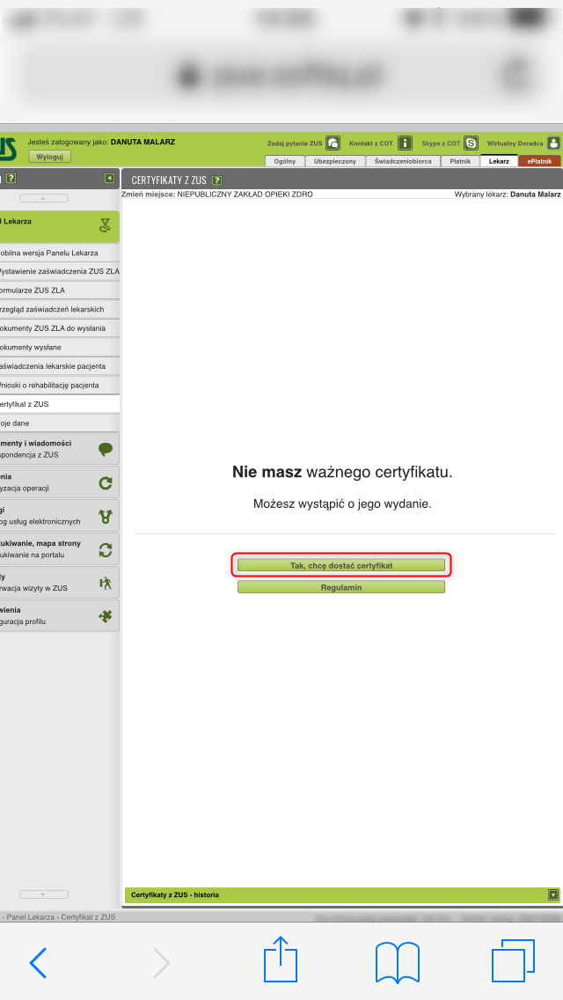 US
Jesteś zalogowany jako: DANUTA MALARZ
Wyloguj
Zadaj pytanie ZUS
Kontakt z COT
Skype z COT
Wirtualny Doradca
Ogólny
Ubezpieczony
Świadczeniobiorca
Płatnik
Lekarz
ePłatnik
CERTYFIKATY Z ZUS ?
Zmień miejsce: NIEPUBLICZNY ZAKŁAD OPIEKI ZDRO
Wybrany lekarz: Danuta Malarz
l Lekarza
obilna wersja Panelu Lekarza
ystawienie zaświadczenia ZUS ZLA
ormularze ZUS ZLA
rzegląd zaświadczeń lekarskich
okumenty ZUS ZLA do wysłania
okumenty wysłane
aświadczenia lekarskie pacjenta
nioski o rehabilitację pacjenta
ertyfikat z ZUS
oje dane
menty i wiadomości
spondencja z ZUS
enia
yzacja operacji
gi
og usług elektronicznych
ukiwanie, mapa strony
ukiwanie na portalu
ty
rwacja wizyty w ZUS
wienia
guracja profilu
Nie masz ważnego certyfikatu.
Możesz wystąpić o jego wydanie.
Tak, chcę dostać certyfikat
Regulamin
Certyfikaty z ZUS - historia
- Panel Lekarza - Certyfikat z ZUS